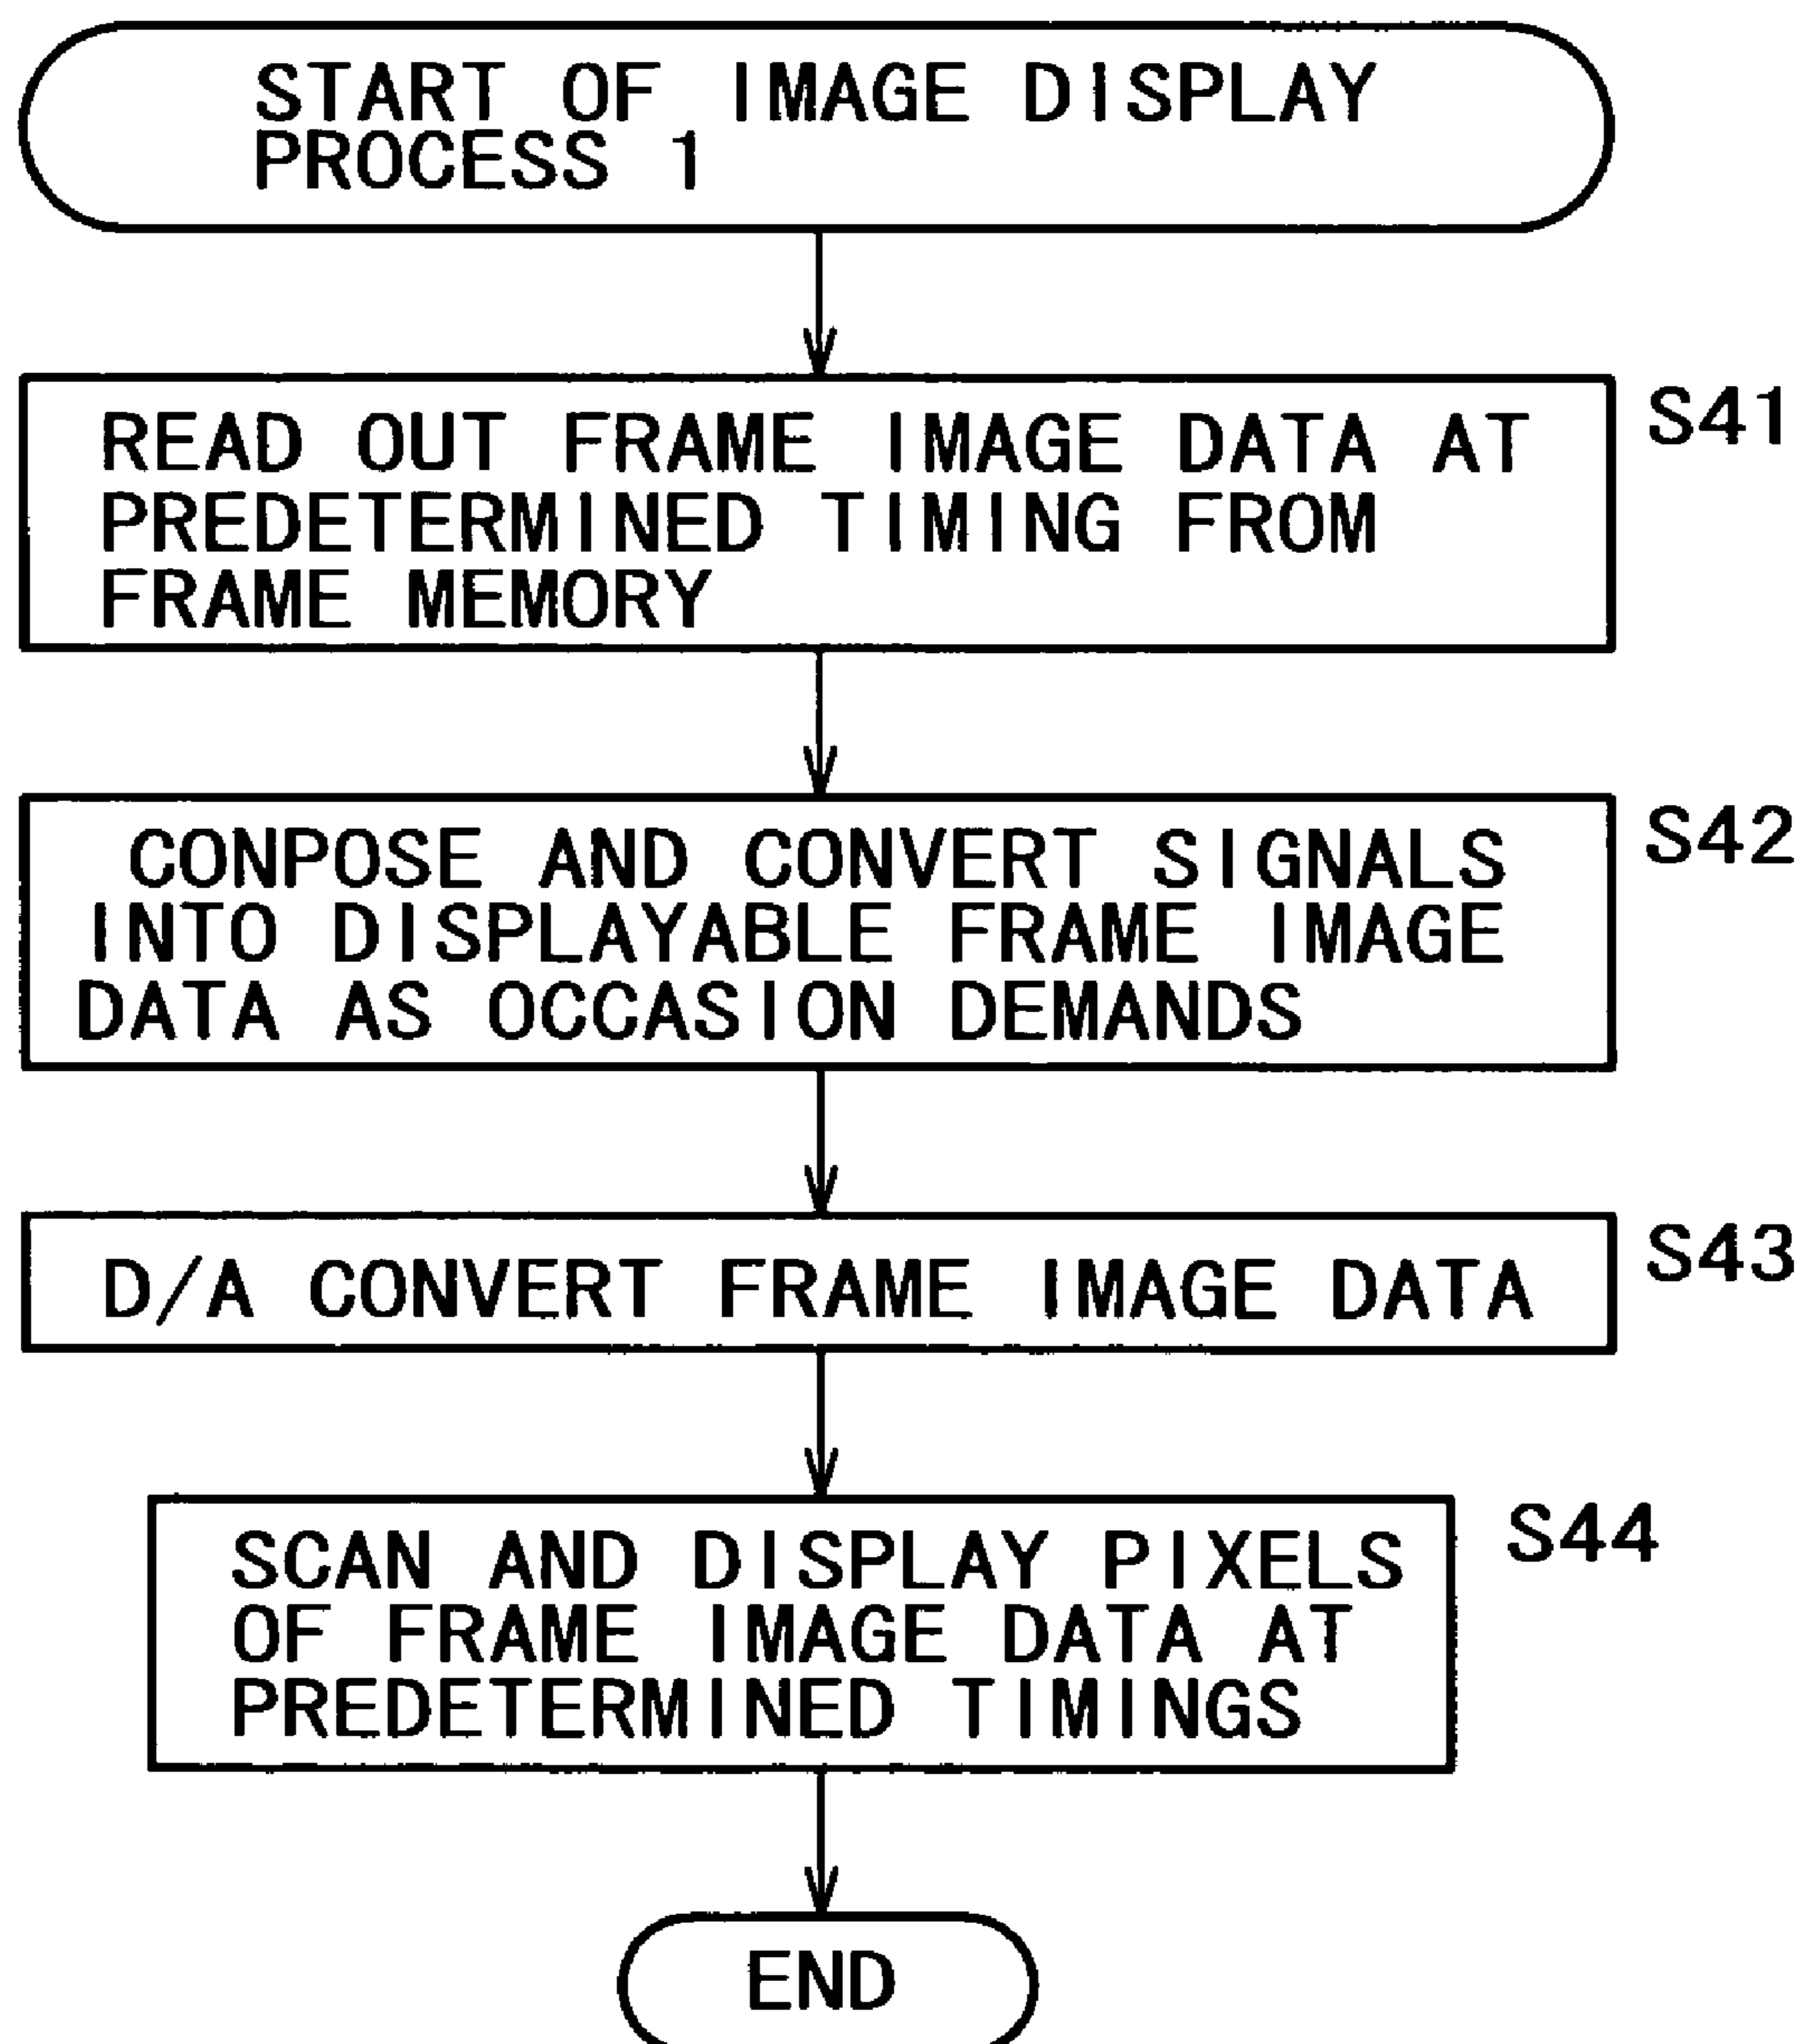 START OF IMAGE DISPLAY
PROCESS 1
READ OUT FRAME IMAGE DATA AT
PREDETERMINED TIMING FROM
FRAME MEMORY
S41
CONPOSE AND CONVERT SIGNALS
INTO DISPLAYABLE FRAME IMAGE
DATA AS OCCASION DEMANDS
S42
D/A CONVERT FRAME IMAGE DATA
S43
SCAN AND DISPLAY PIXELS
OF FRAME IMAGE DATA AT
PREDETERMINED TIMINGS
S44
END